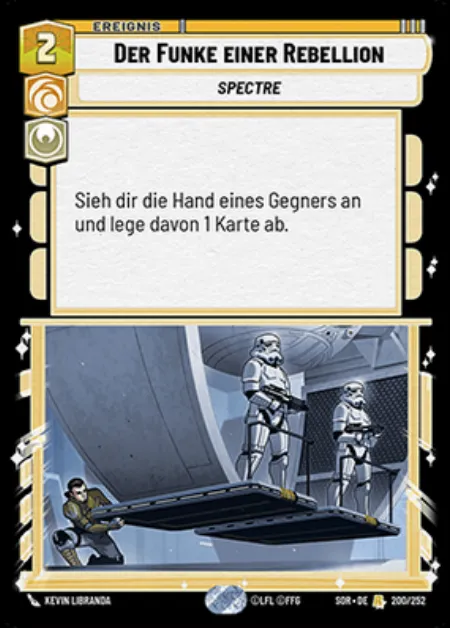 EREIGNIS
2
DER FUNKE EINER REBELLION
SPECTRE
Sieh dir die Hand eines Gegners an
und lege davon 1 Karte ab.
KEVIN LIBRANDA
©LFL ©FFG
SOR • DE
200/252